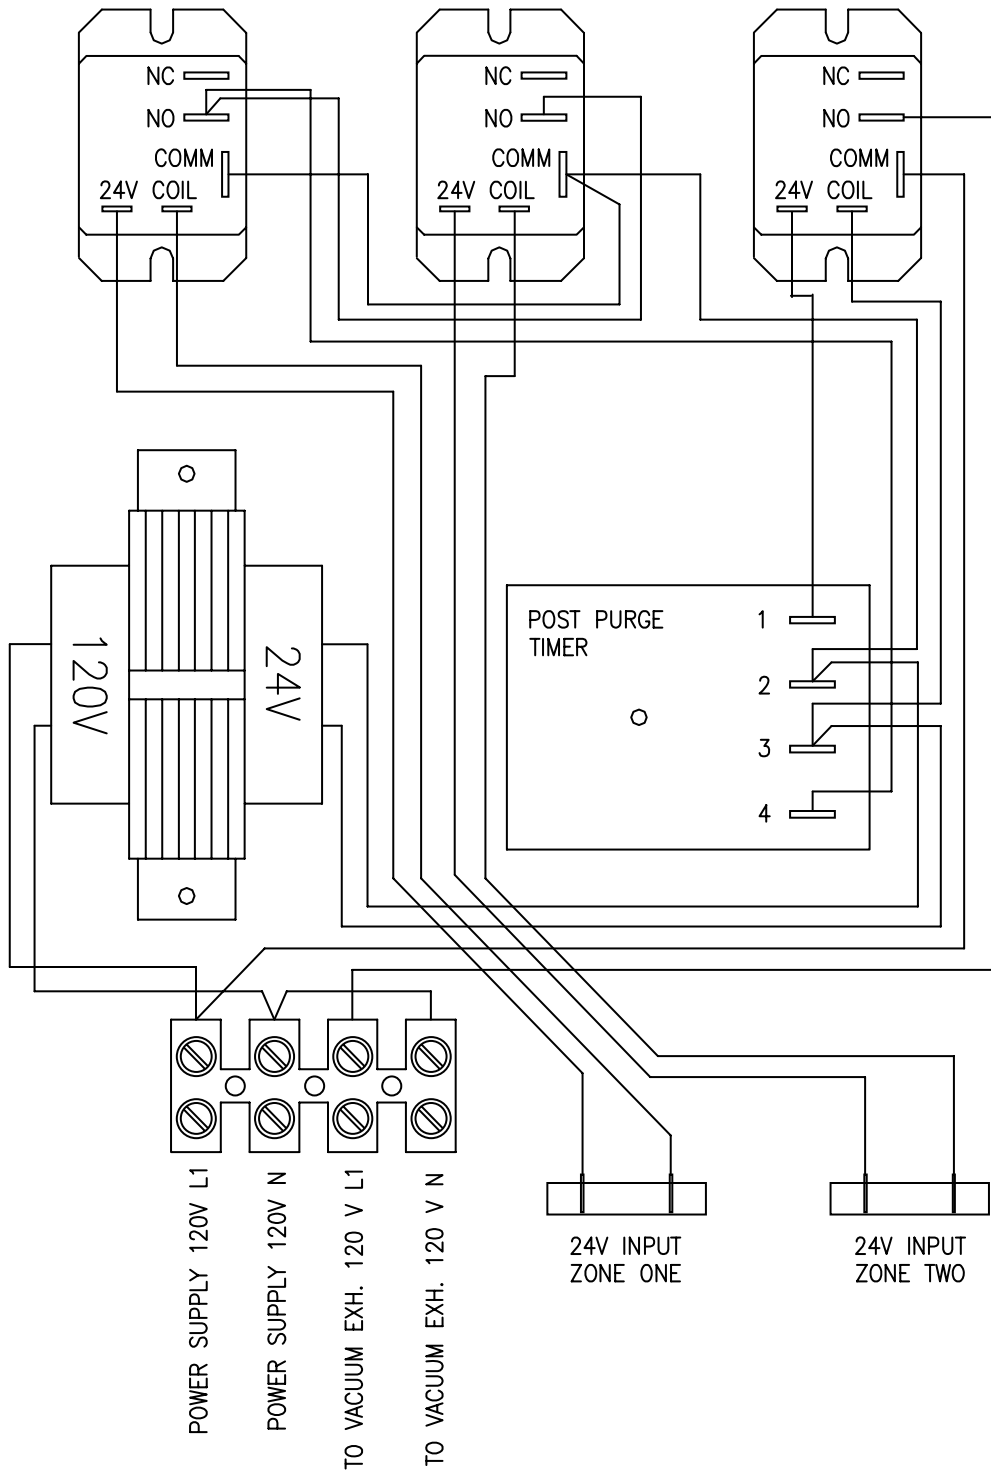 NC
NO
COMM
24V COIL
NC
NO
COMM
24V COIL
NC
NO
COMM
24V COIL
120V
24V
POST PURGE
TIMER
1
2
3
4
POWER SUPPLY 120V L1
POWER SUPPLY 120V N
TO VACUUM EXH. 120 V L1
TO VACUUM EXH. 120 V N
24V INPUT
ZONE ONE
24V INPUT
ZONE TWO